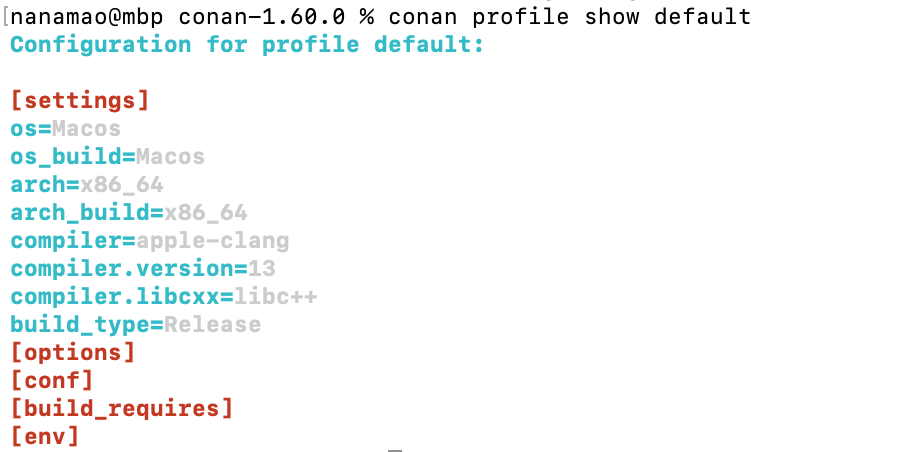 [nanamao@mbp conan-1.60.0 % conan profile show default
Configuration for profile default:
[settings]
os=Macos
os_build=Macos
arch=x86_64
arch_build=x86_64
compiler=apple-clang
compiler.version=13
compiler.libcxx=libc++
build_type=Release
[options]
[conf]
[build_requires]
[env]